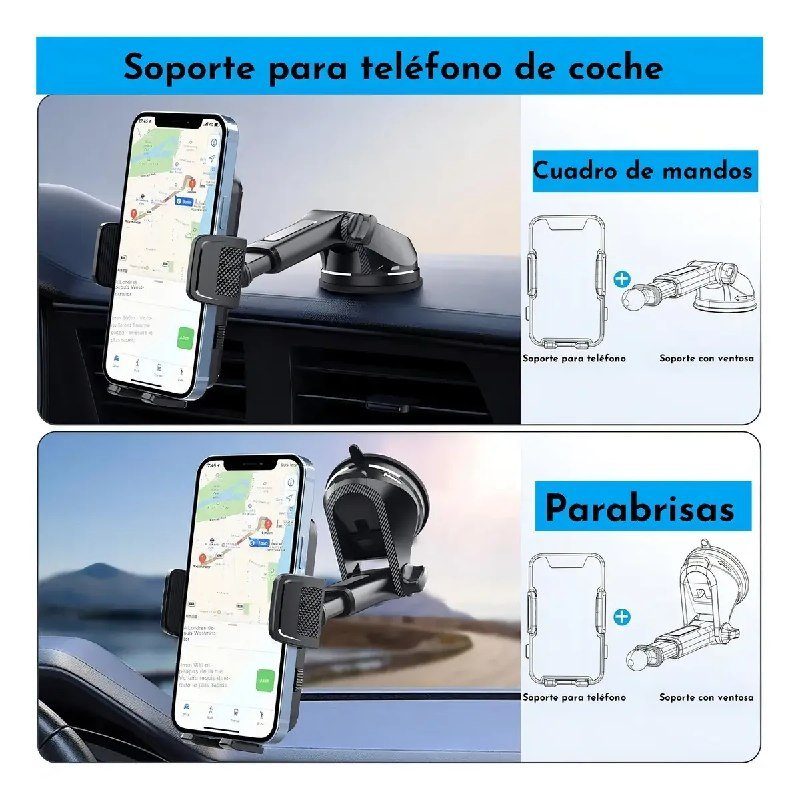 Soporte para teléfono de coche
Cuadro de mandos
Soporte para teléfono
Soporte con ventosa
Parabrisas
Soporte para teléfono
Soporte con ventosa